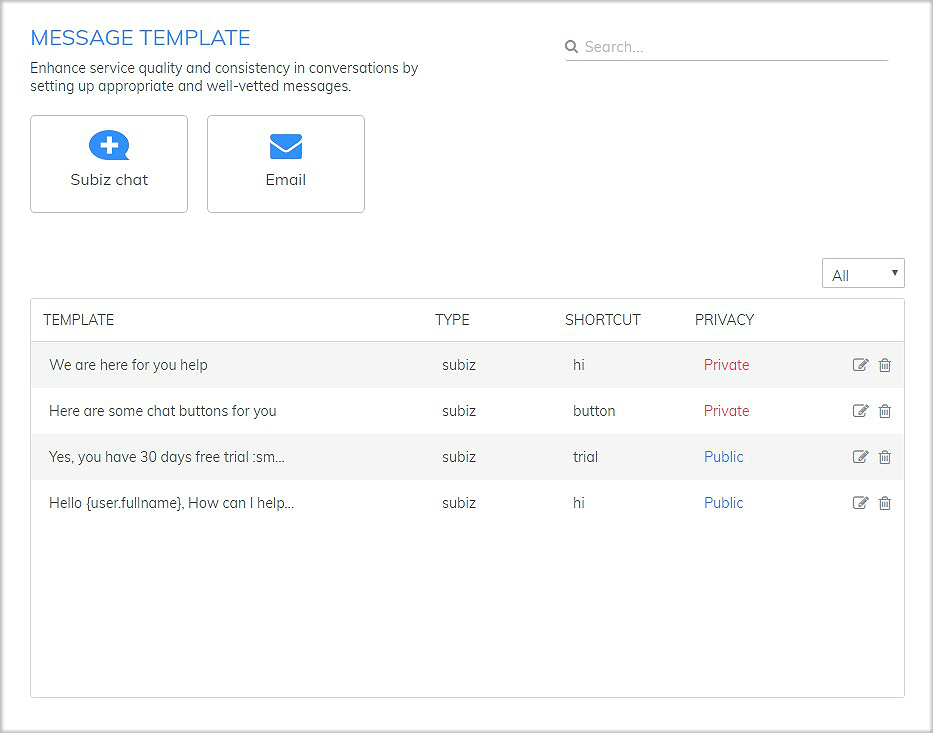 MESSAGE TEMPLATE
Search...
Enhance service quality and consistency in conversations by
setting up appropriate and well-vetted messages.
Subiz chat Email
All
TEMPLATE TYPE SHORTCUT PRIVACY
We are here for you help subiz hi Private
Here are some chat buttons for you subiz button Private
Yes, you have 30 days free trial :sm... subiz trial Public
Hello {user.fullname}, How can I help... subiz hi Public